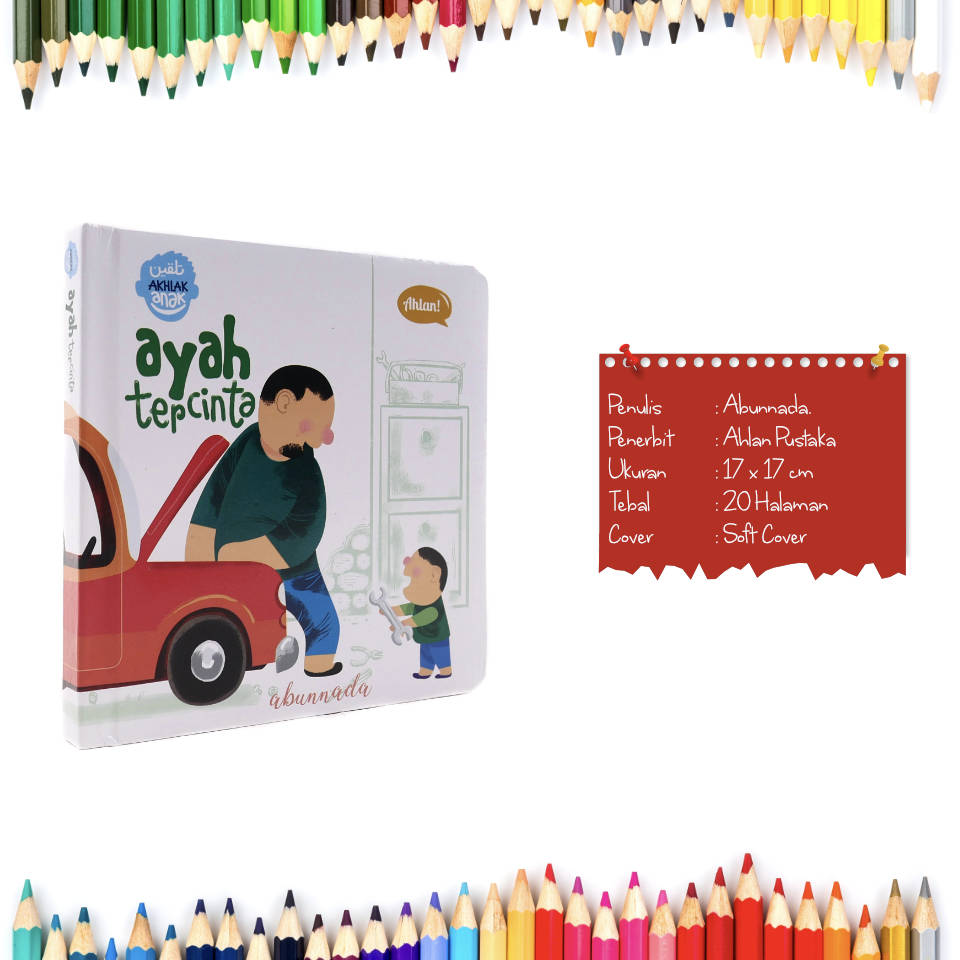 تلقين
AKHLAK
anak
Ahlan!
ayah
tercinta
abunnada
ayah tercinta
Penulis : Abunnada.
Penerbit : Ahlan Pustaka
Ukuran : 17 x 17 cm
Tebal : 20 Halaman
Cover : Soft Cover